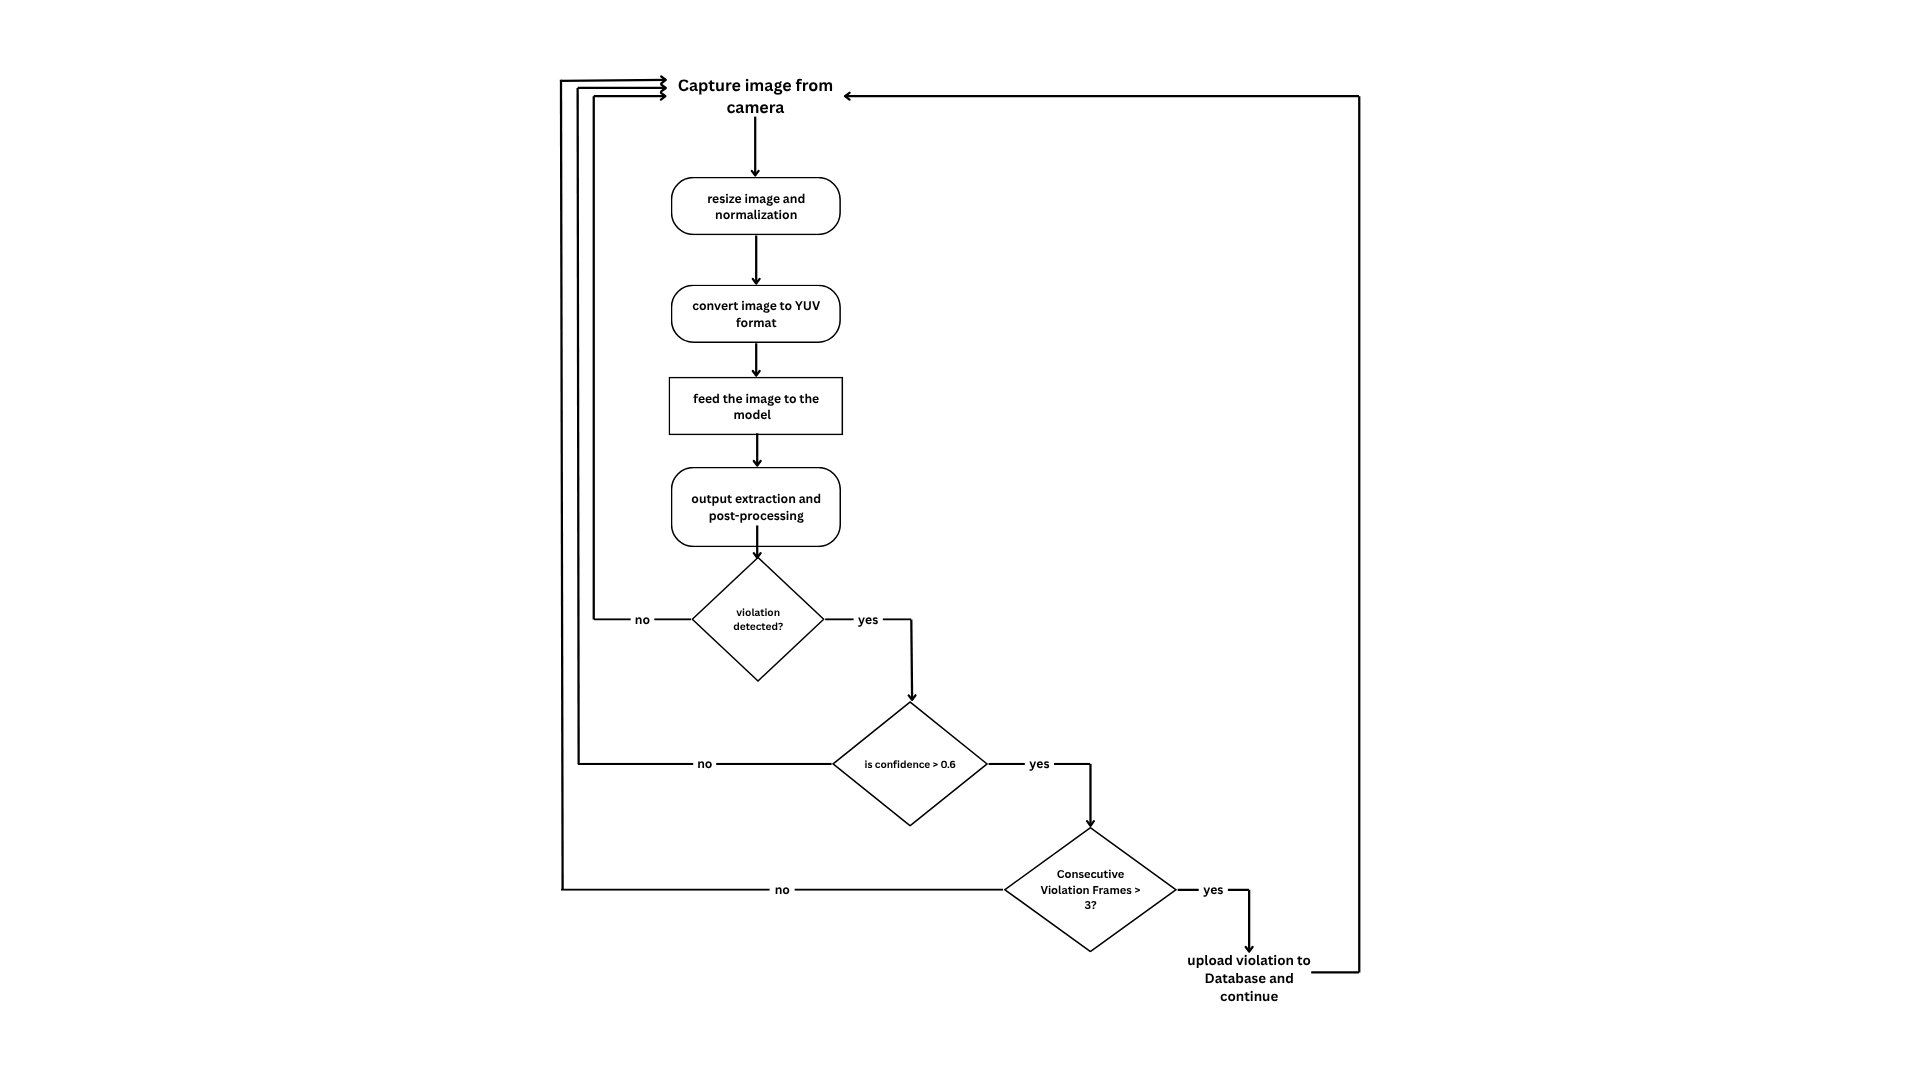 Capture image from
camera
resize image and
normalization
convert image to YUV
format
feed the image to the
model
output extraction and
post-processing
violation
detected?
no
yes
is confidence > 0.6
no
yes
Consecutive
Violation Frames >
3?
no
yes
upload violation to
Database and
continue